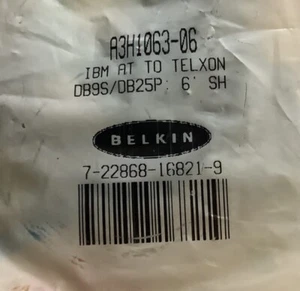 A3H1063-06
IBM AT TO TELXON
DB9S/DB25P: 6' SH
BELKIN
7-22868-16821-9